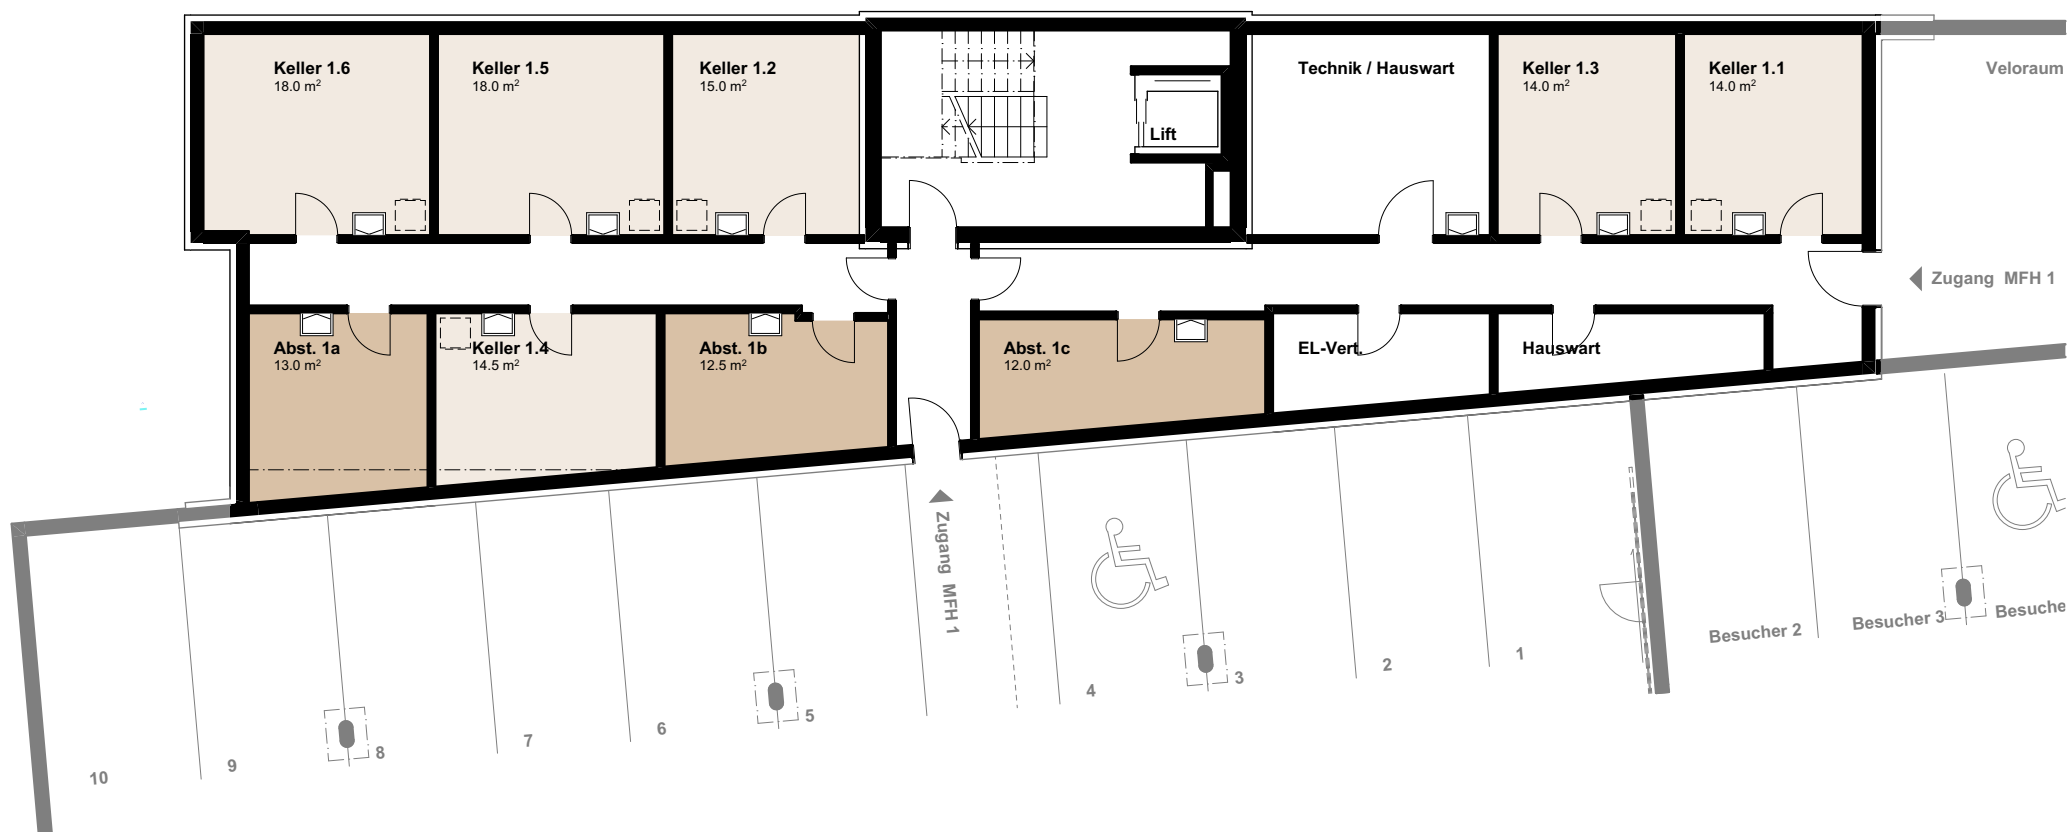 Keller 1.6
18.0 m²
Keller 1.5
18.0 m²
Keller 1.2
15.0 m²
Lift
Technik / Hauswart
Keller 1.3
14.0 m²
Keller 1.1
14.0 m²
Veloraum
Zugang MFH 1
Abst. 1a
13.0 m²
Keller 1.4
14.5 m²
Abst. 1b
12.5 m²
Abst. 1c
12.0 m²
EL-Vert.
Hauswart
Zugang MFH 1
10
9
8
7
6
5
4
3
2
1
Besucher 2
Besucher 3
Besuche